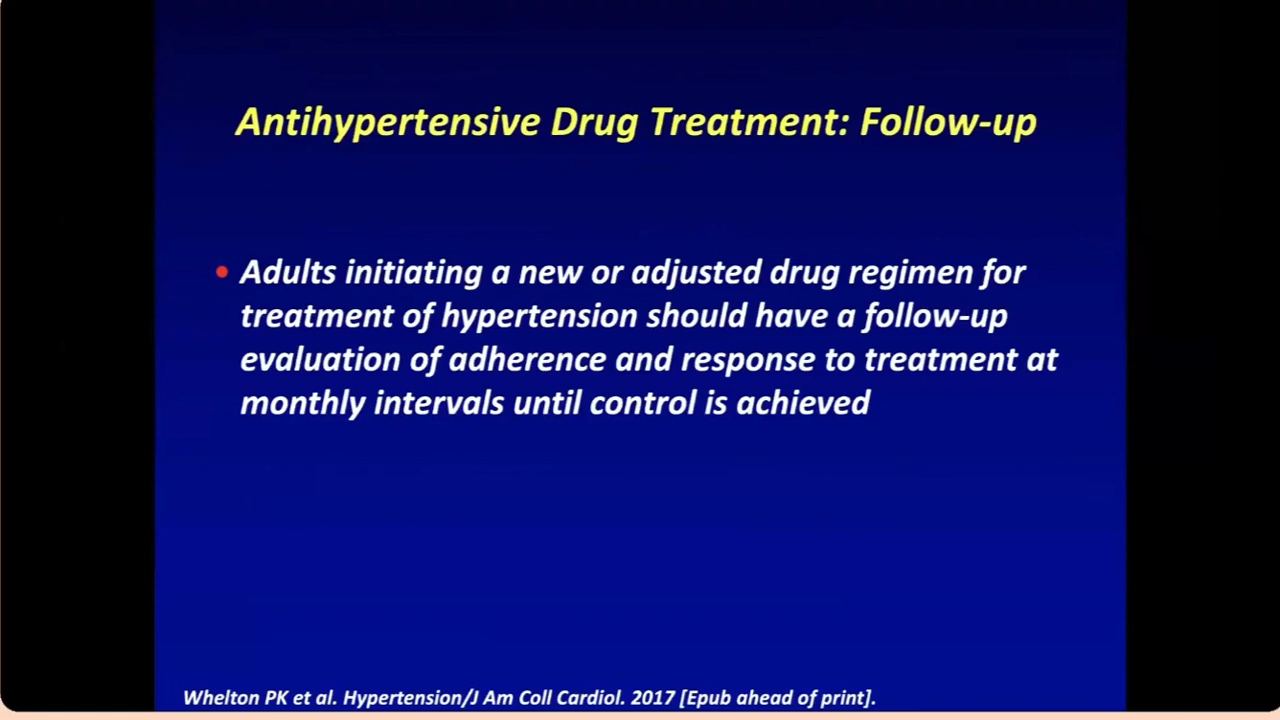 Antihypertensive Drug Treatment: Follow-up
• Adults initiating a new or adjusted drug regimen for
treatment of hypertension should have a follow-up
evaluation of adherence and response to treatment at
monthly intervals until control is achieved
Whelton PK et al. Hypertension/J Am Coll Cardiol. 2017 [Epub ahead of print].